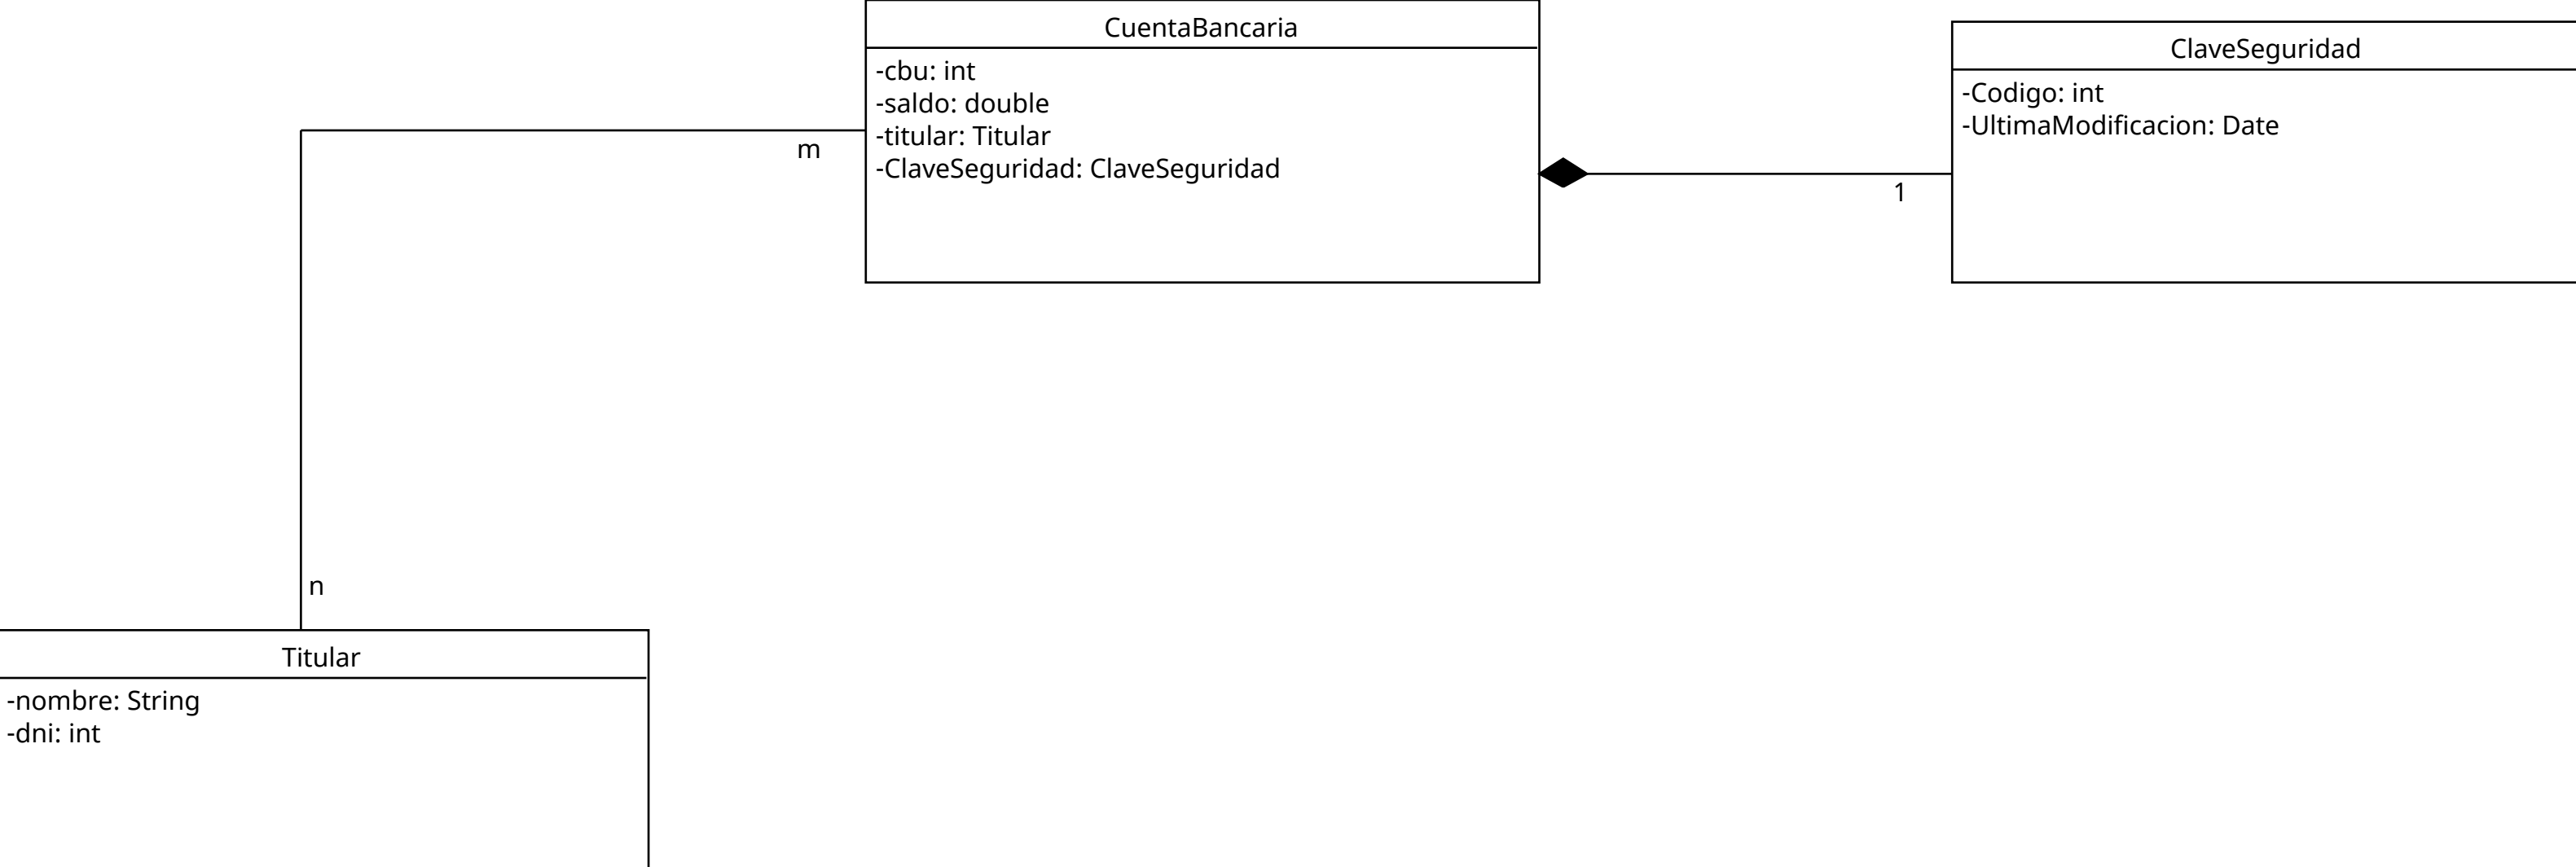 CuentaBancaria
-cbu: int
-saldo: double
-titular: Titular
-ClaveSeguridad: ClaveSeguridad
m
ClaveSeguridad
-Codigo: int
-UltimaModificacion: Date
1
n
Titular
-nombre: String
-dni: int